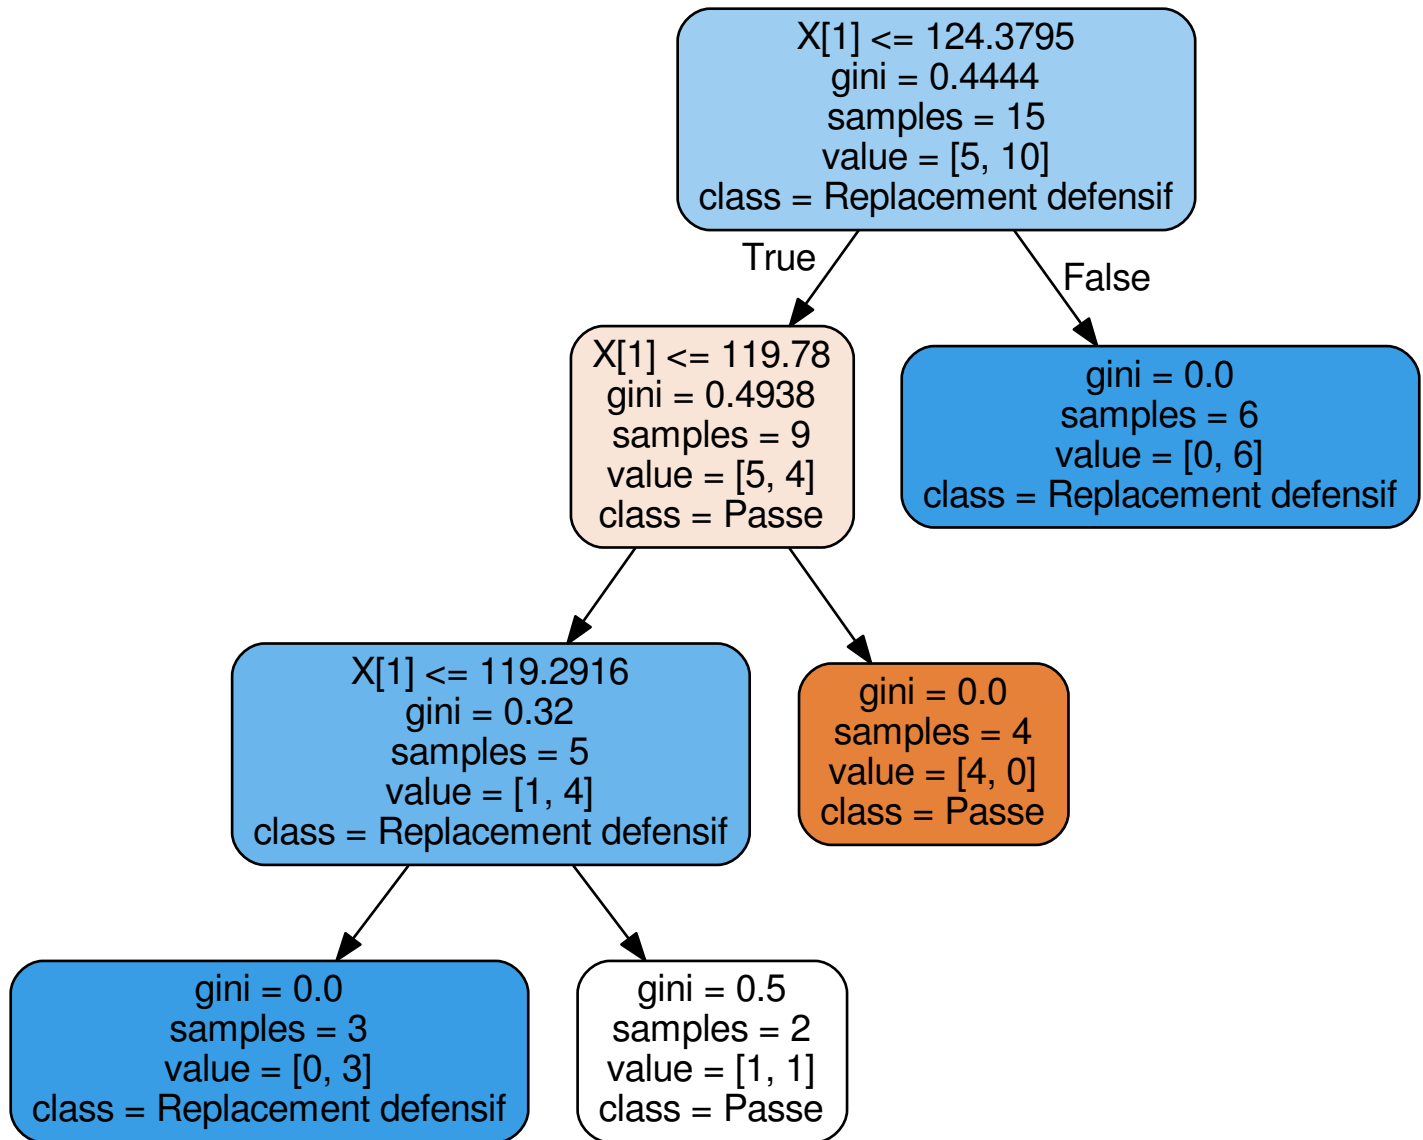 X[1] <= 124.3795
gini = 0.4444
samples = 15
value = [5, 10]
class = Replacement defensif
True
False
X[1] <= 119.78
gini = 0.4938
samples = 9
value = [5, 4]
class = Passe
gini = 0.0
samples = 6
value = [0, 6]
class = Replacement defensif
X[1] <= 119.2916
gini = 0.32
samples = 5
value = [1, 4]
class = Replacement defensif
gini = 0.0
samples = 4
value = [4, 0]
class = Passe
gini = 0.0
samples = 3
value = [0, 3]
class = Replacement defensif
gini = 0.5
samples = 2
value = [1, 1]
class = Passe